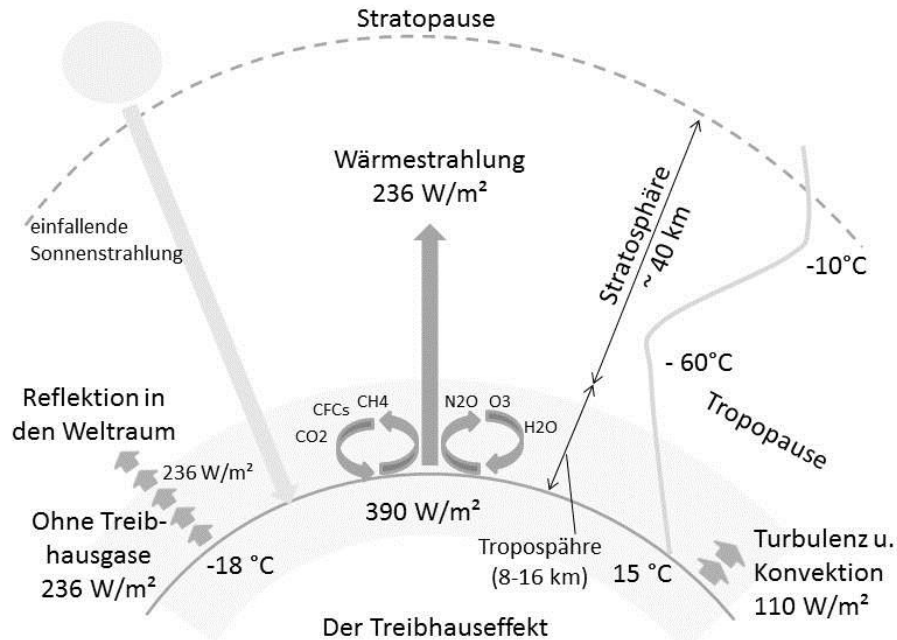 Stratopause
Wärmestrahlung
236 W/m²
einfallende
Sonnenstrahlung
Stratosphäre
~ 40 km
-10°C
- 60°C
Tropopause
Reflektion in
den Weltraum
236 W/m²
Ohne Treib-
hausgase
236 W/m²
-18 °C
CFCs
CH4
CO2
N2O
O3
H2O
390 W/m²
Tropospähre
(8-16 km)
15 °C
Turbulenz u.
Konvektion
110 W/m²
Der Treibhauseffekt